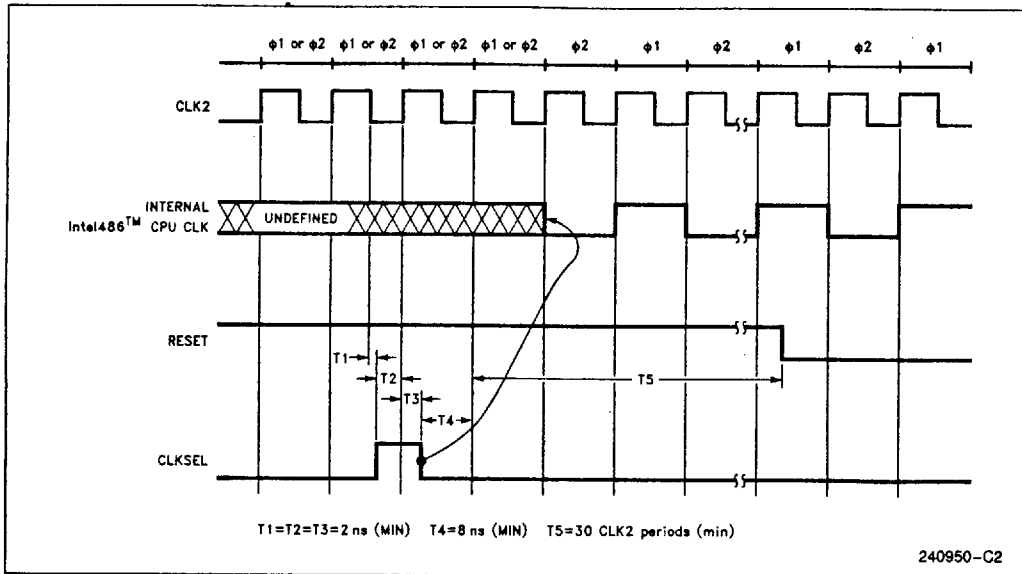 ϕ1 or ϕ2 ϕ1 or ϕ2 ϕ1 or ϕ2 ϕ1 or ϕ2 ϕ2 ϕ1 ϕ2 ϕ1 ϕ2 ϕ1
CLK2
INTERNAL
Intel486™ CPU CLK
UNDEFINED
RESET
T1
T2
T3
T4
T5
CLKSEL
T1=T2=T3=2 ns (MIN) T4=8 ns (MIN) T5=30 CLK2 periods (min)
240950-C2